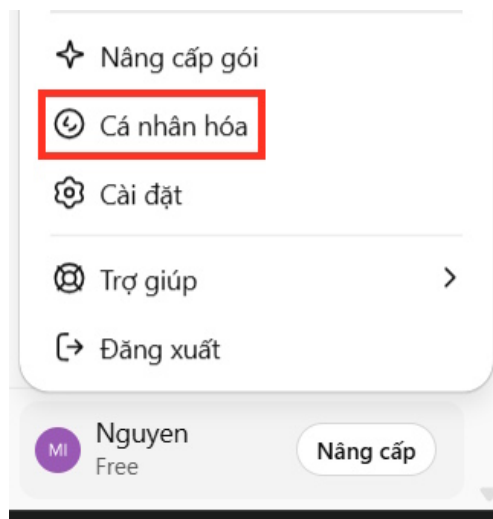 Nâng cấp gói
Cá nhân hóa
Cài đặt
Trợ giúp
Đăng xuất
MI
Nguyen
Free
Nâng cấp